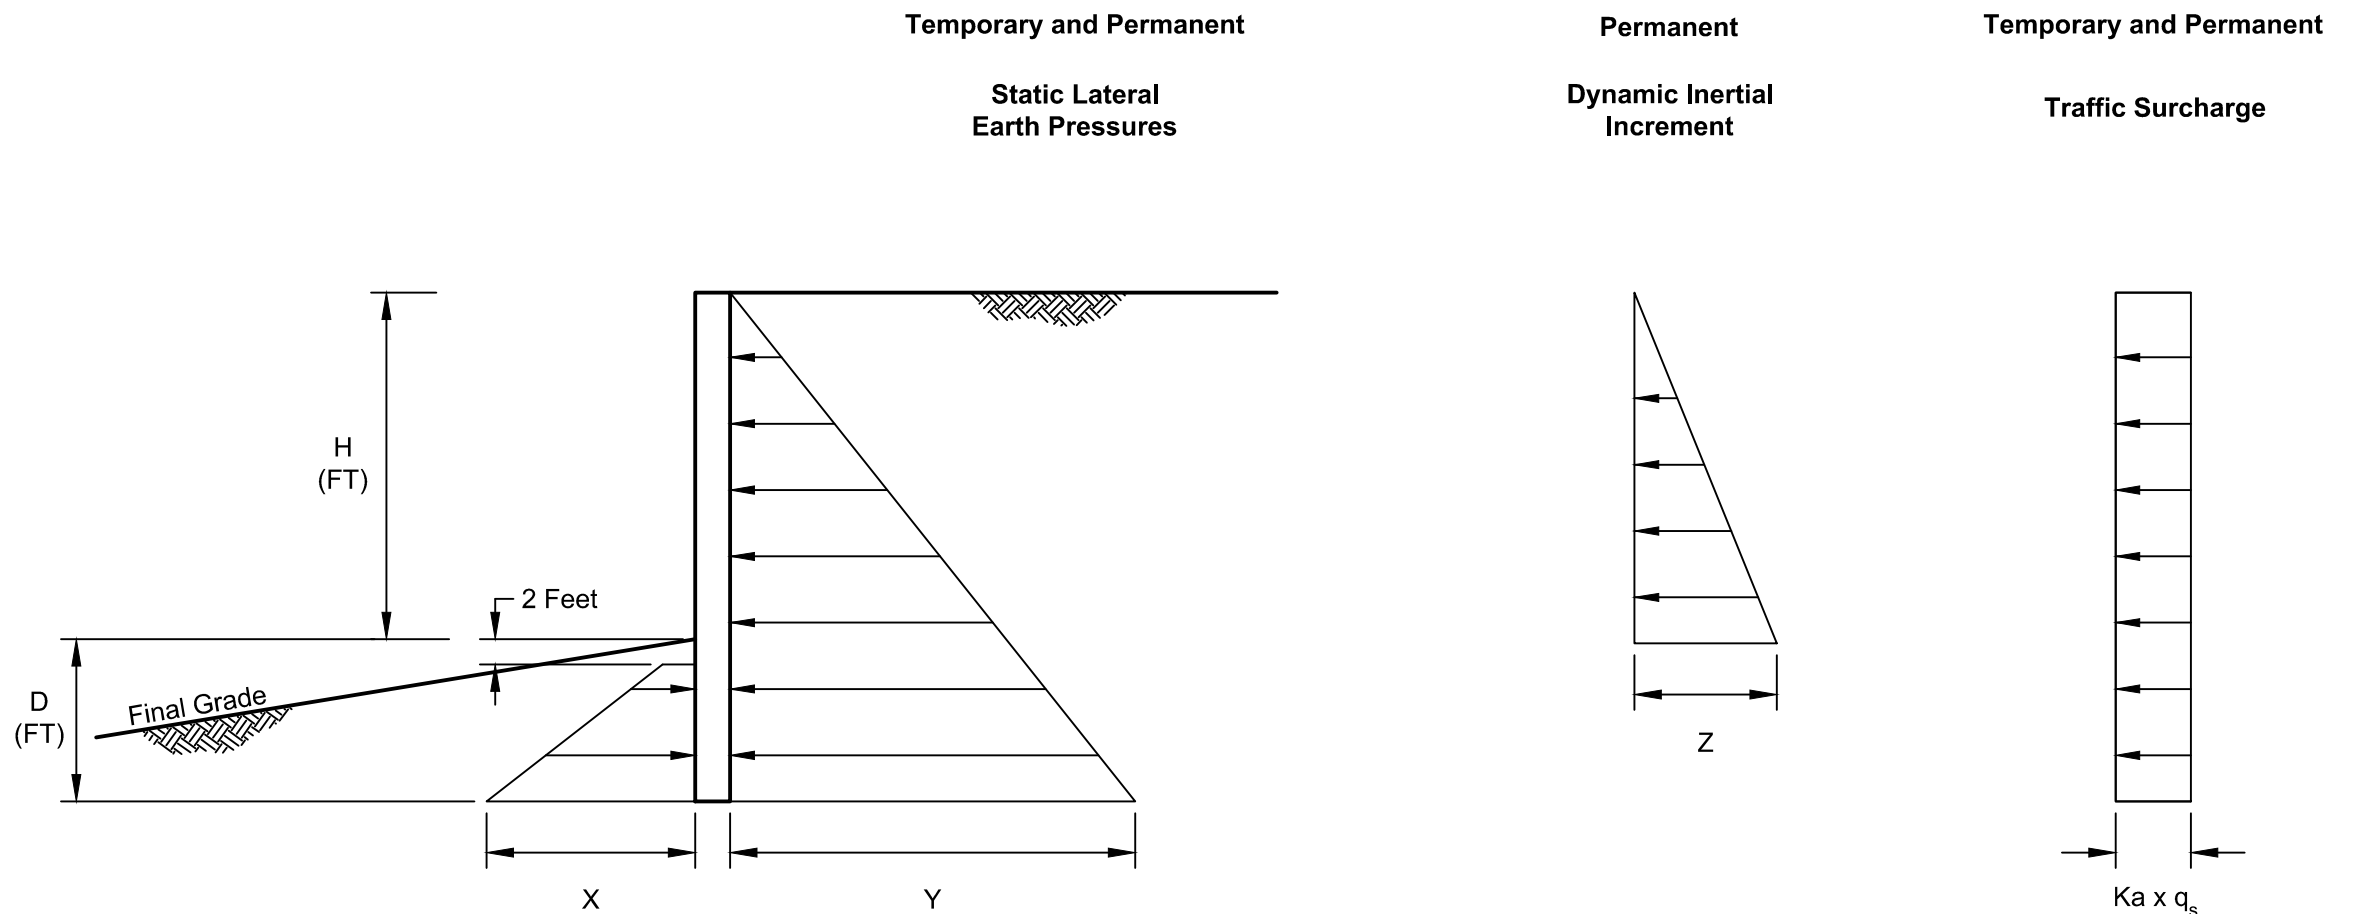 Temporary and Permanent
Static Lateral
Earth Pressures
Permanent
Dynamic Inertial
Increment
Temporary and Permanent
Traffic Surcharge
H
(FT)
2 Feet
D
(FT)
Final Grade
X
Y
Z
Ka x qs